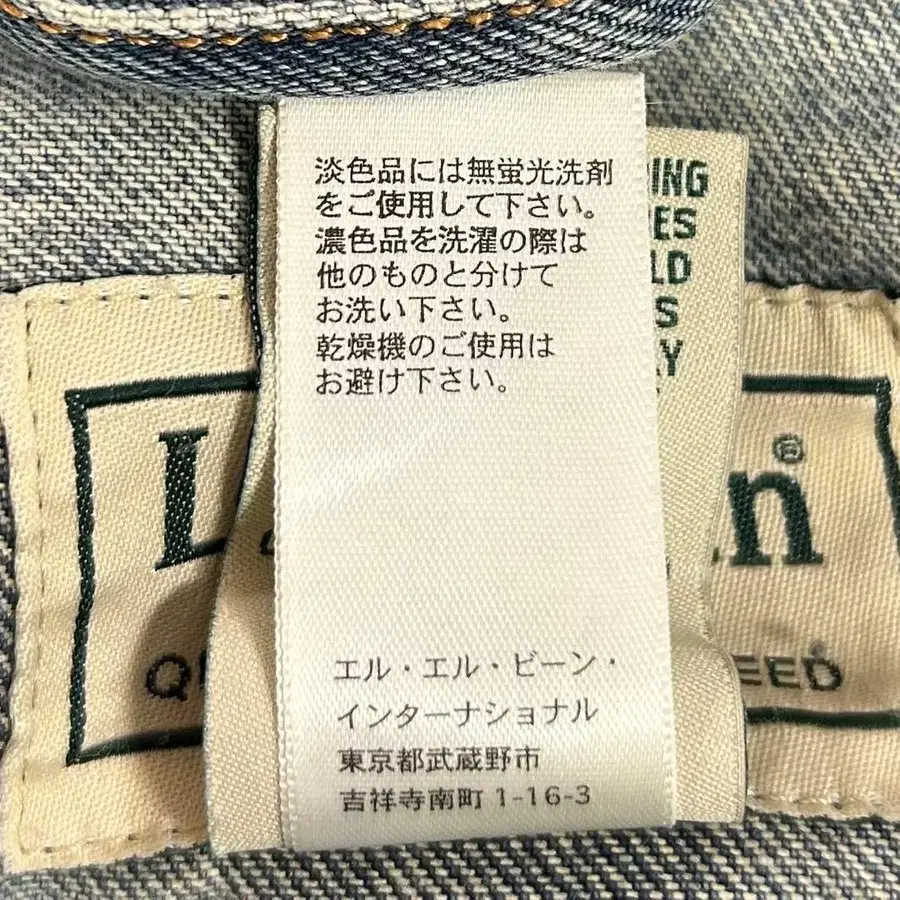 淡色品には無蛍光洗剤
をご使用して下さい。
濃色品を洗濯の際は
他のものと分けて
お洗い下さい。
乾燥機のご使用は
お避け下さい。
エル・エル・ビーン・
インターナショナル
東京都武蔵野市
吉祥寺南町 1-16-3